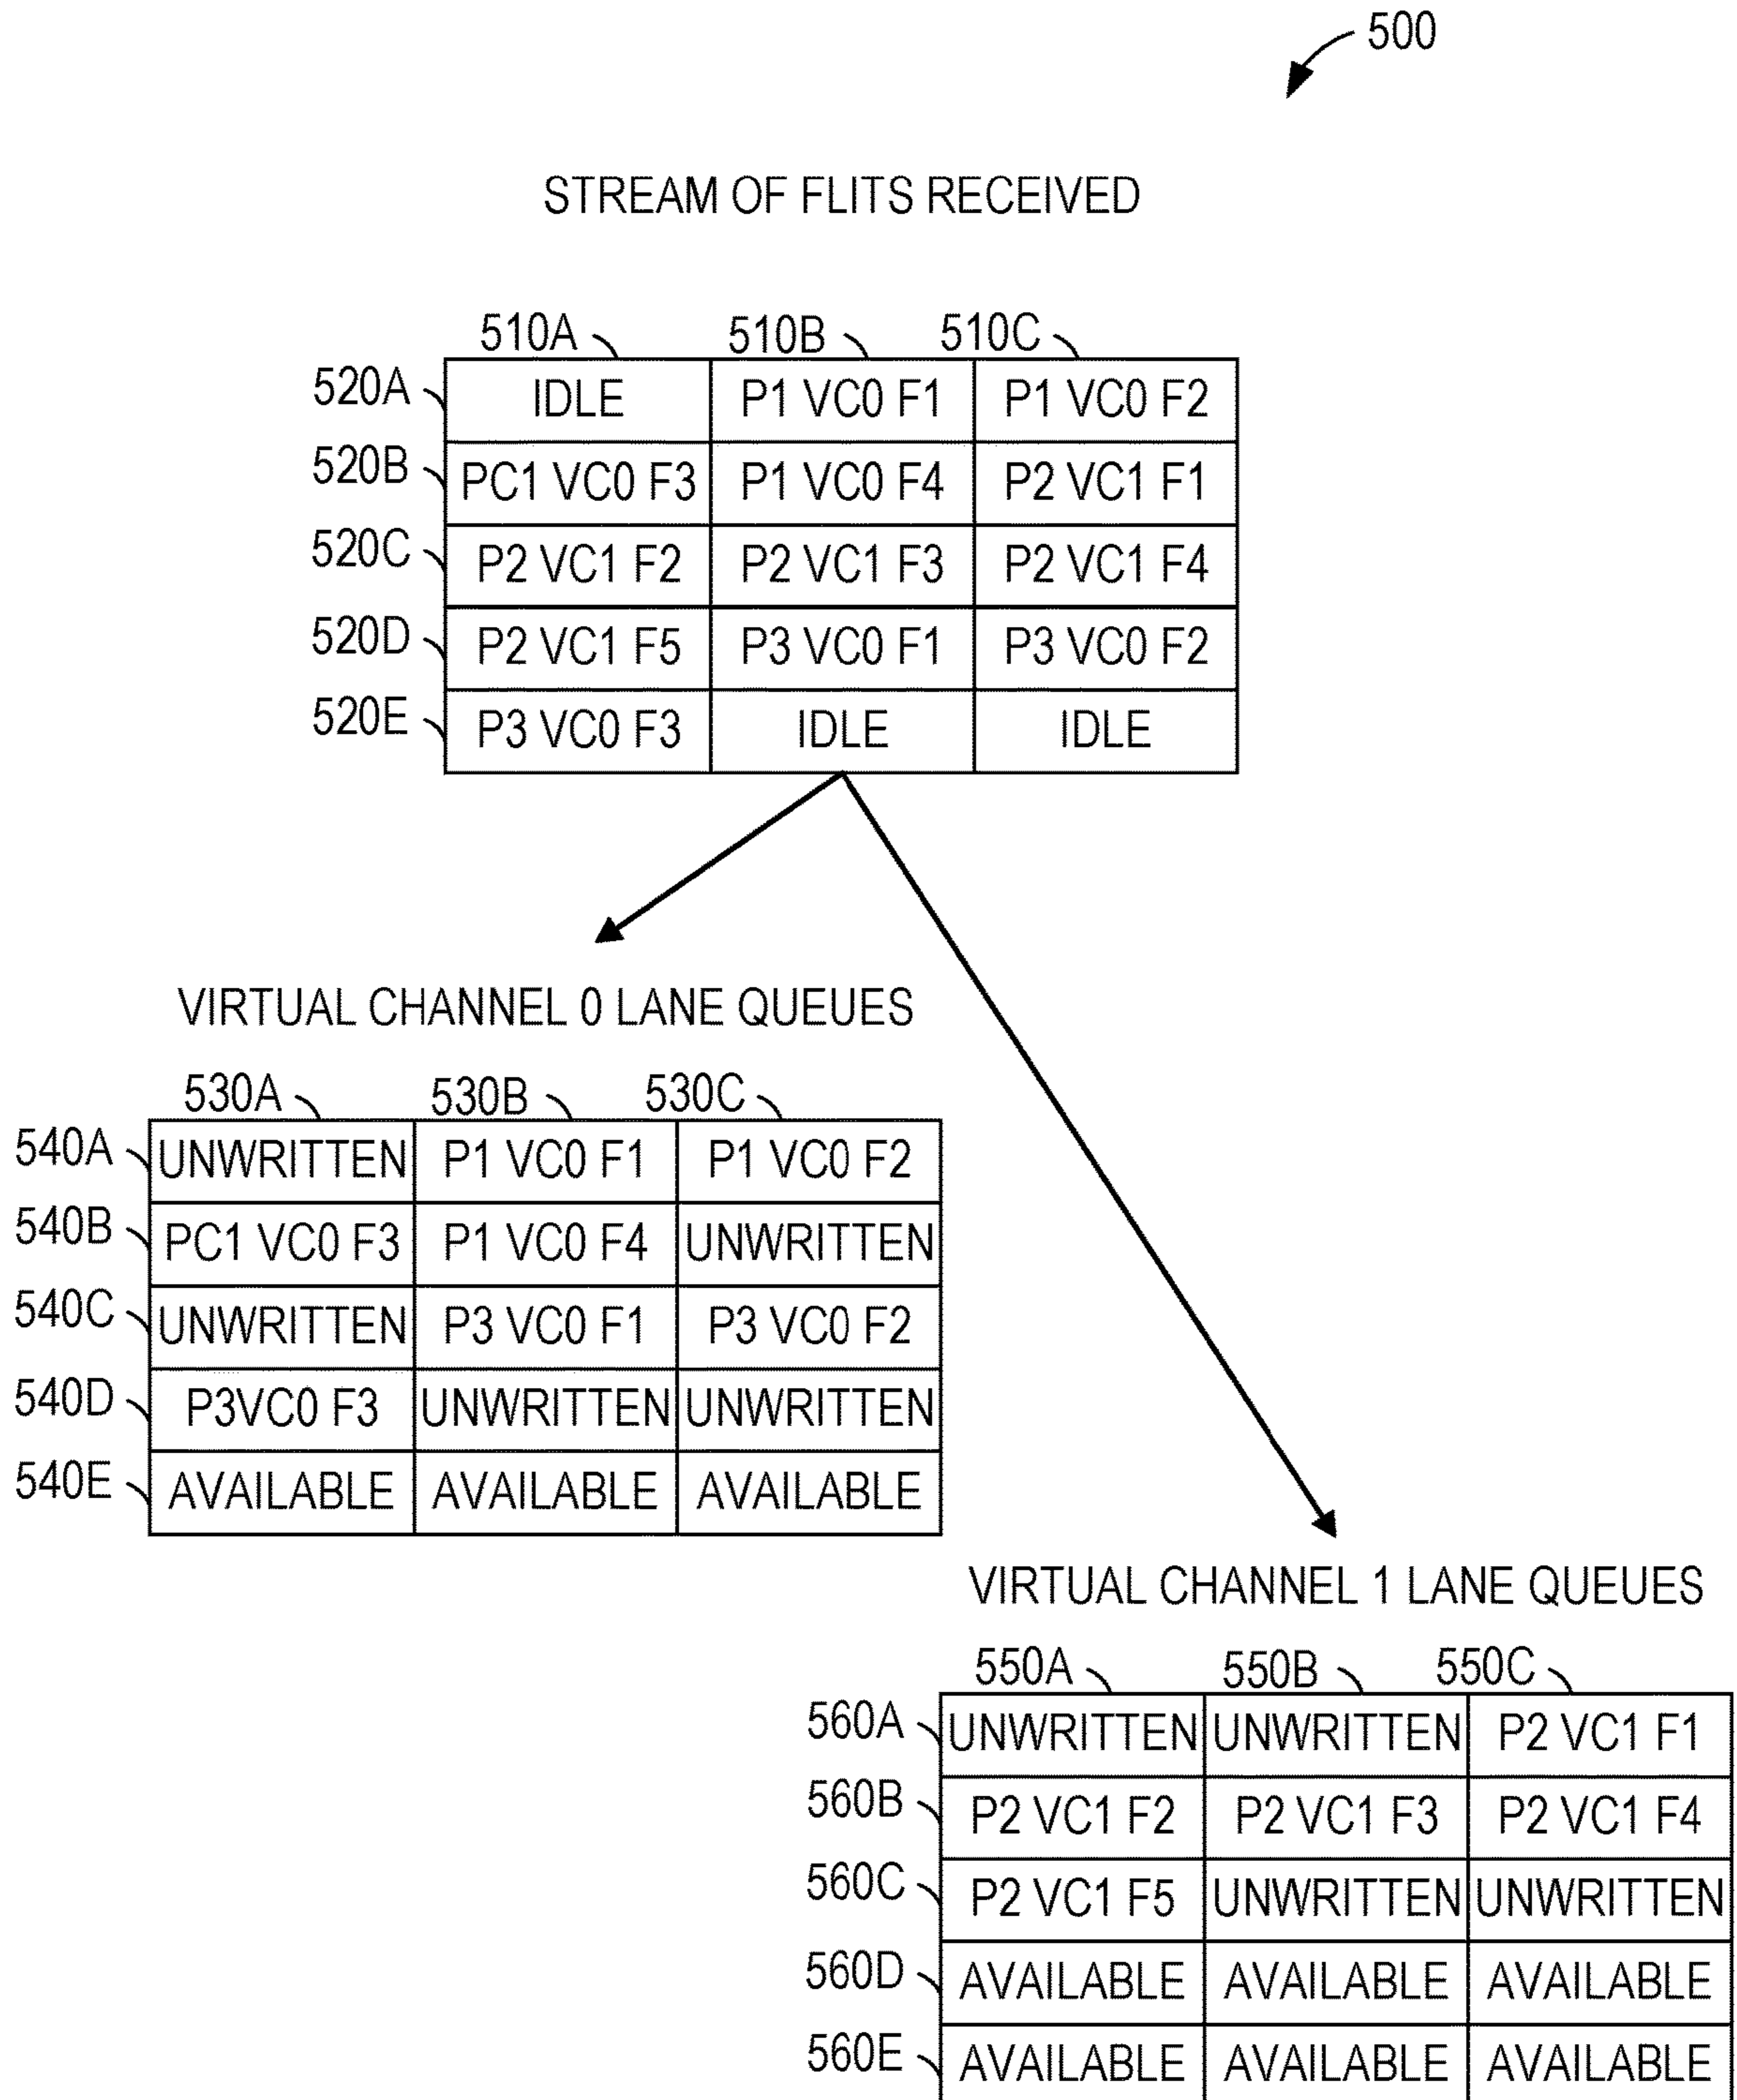 500
STREAM OF FLITS RECEIVED
510A 510B 510C
520A IDLE P1 VC0 F1 P1 VC0 F2
520B PC1 VC0 F3 P1 VC0 F4 P2 VC1 F1
520C P2 VC1 F2 P2 VC1 F3 P2 VC1 F4
520D P2 VC1 F5 P3 VC0 F1 P3 VC0 F2
520E P3 VC0 F3 IDLE IDLE
VIRTUAL CHANNEL 0 LANE QUEUES
530A 530B 530C
540A UNWRITTEN P1 VC0 F1 P1 VC0 F2
540B PC1 VC0 F3 P1 VC0 F4 UNWRITTEN
540C UNWRITTEN P3 VC0 F1 P3 VC0 F2
540D P3VC0 F3 UNWRITTEN UNWRITTEN
540E AVAILABLE AVAILABLE AVAILABLE
VIRTUAL CHANNEL 1 LANE QUEUES
550A 550B 550C
560A UNWRITTEN UNWRITTEN P2 VC1 F1
560B P2 VC1 F2 P2 VC1 F3 P2 VC1 F4
560C P2 VC1 F5 UNWRITTEN UNWRITTEN
560D AVAILABLE AVAILABLE AVAILABLE
560E AVAILABLE AVAILABLE AVAILABLE